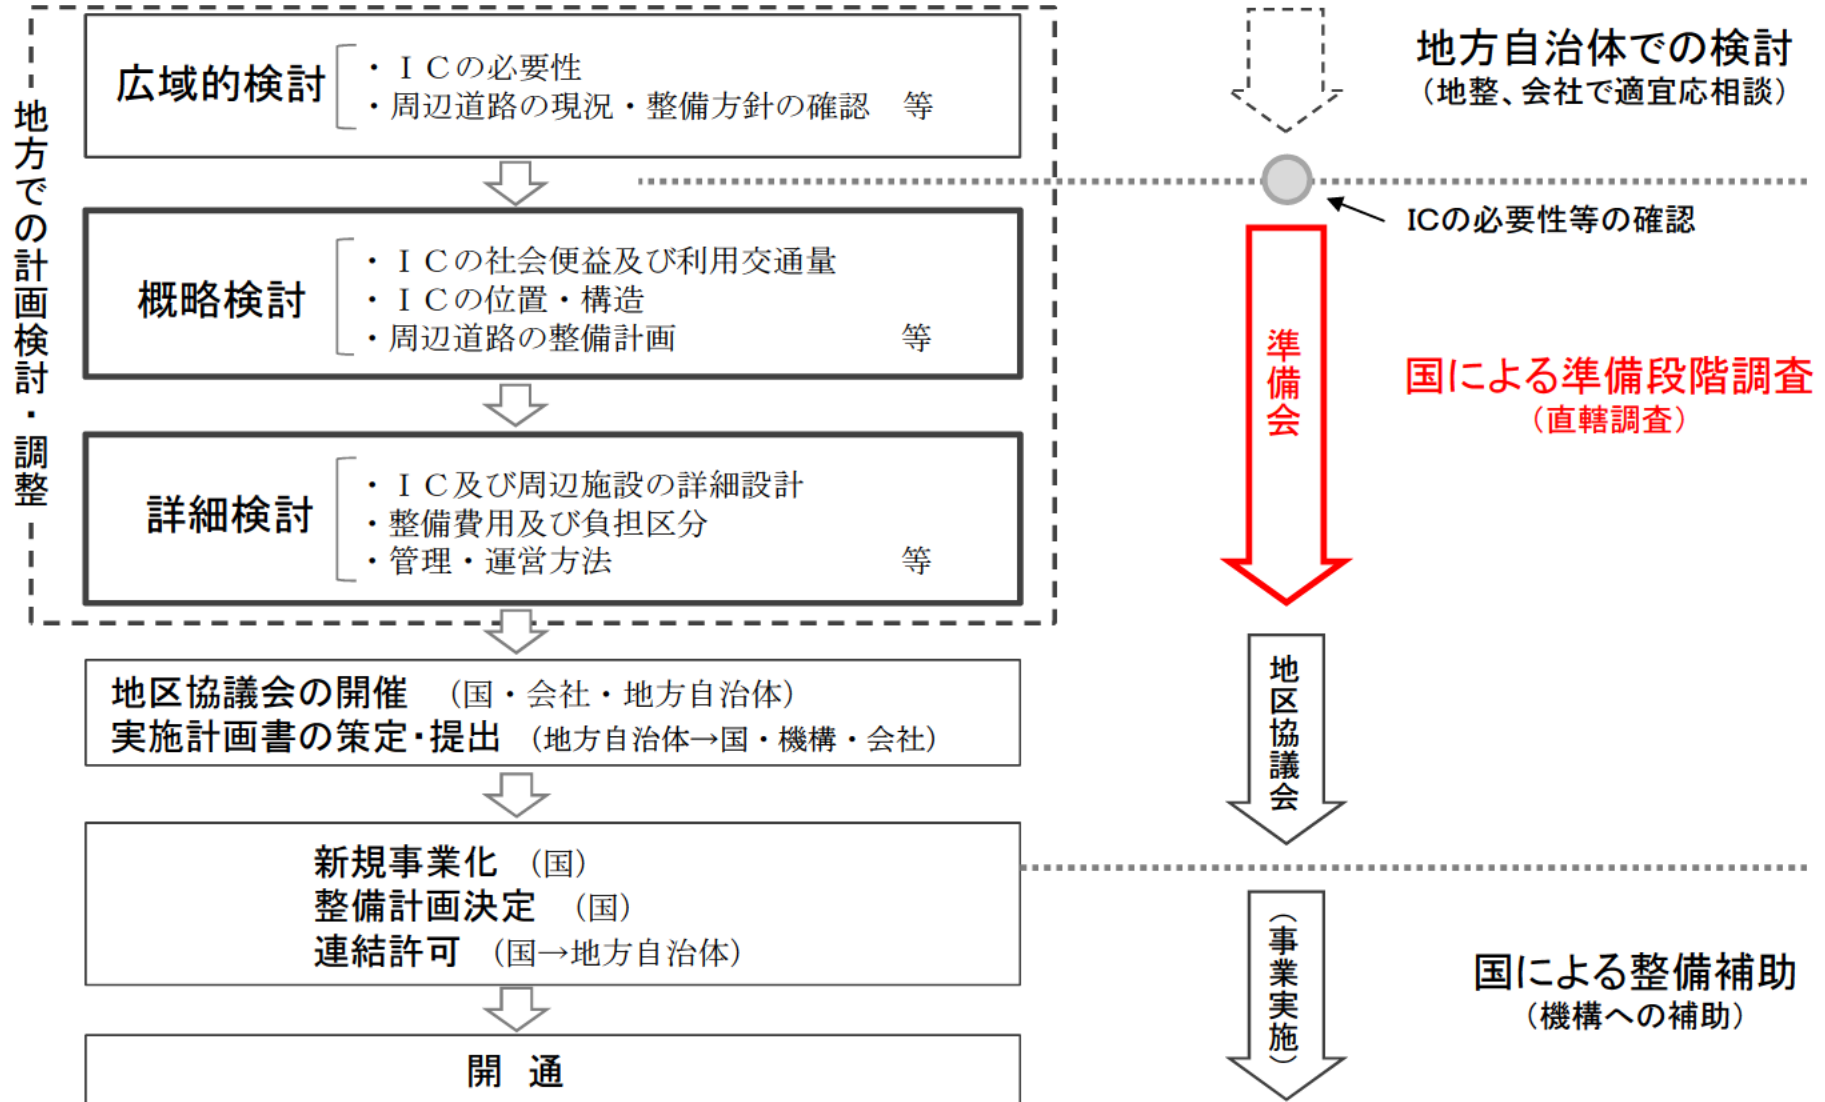 地方での計画検討・調整
広域的検討
・ＩＣの必要性
・周辺道路の現況・整備方針の確認　等
概略検討
・ＩＣの社会便益及び利用交通量
・ＩＣの位置・構造
・周辺道路の整備計画　等
詳細検討
・ＩＣ及び周辺施設の詳細設計
・整備費用及び負担区分
・管理・運営方法　等
地区協議会の開催　（国・会社・地方自治体）
実施計画書の策定・提出　（地方自治体→国・機構・会社）
新規事業化　（国）
整備計画決定　（国）
連結許可　（国→地方自治体）
開　通
地方自治体での検討
（地整、会社で適宜応相談）
ICの必要性等の確認
準備会
国による準備段階調査
（直轄調査）
地区協議会
（事業実施）
国による整備補助
（機構への補助）